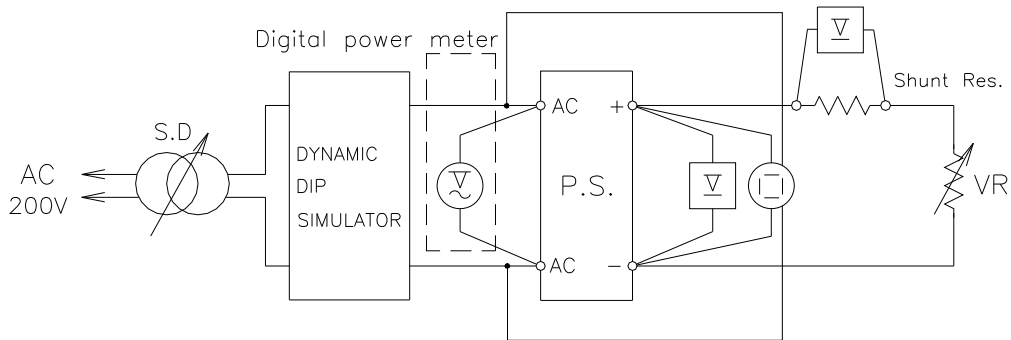 Digital power meter
V
Shunt Res.
S.D
AC
200V
DYNAMIC
DIP
SIMULATOR
AC
+
P.S.
V
V
VR
AC
−